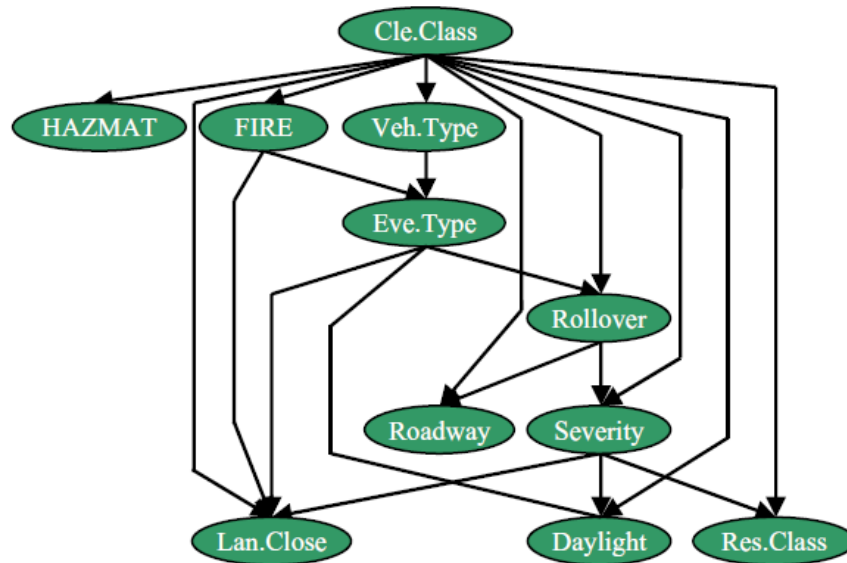 Cle.Class
HAZMAT
FIRE
Veh.Type
Eve.Type
Rollover
Roadway
Severity
Lan.Close
Daylight
Res.Class